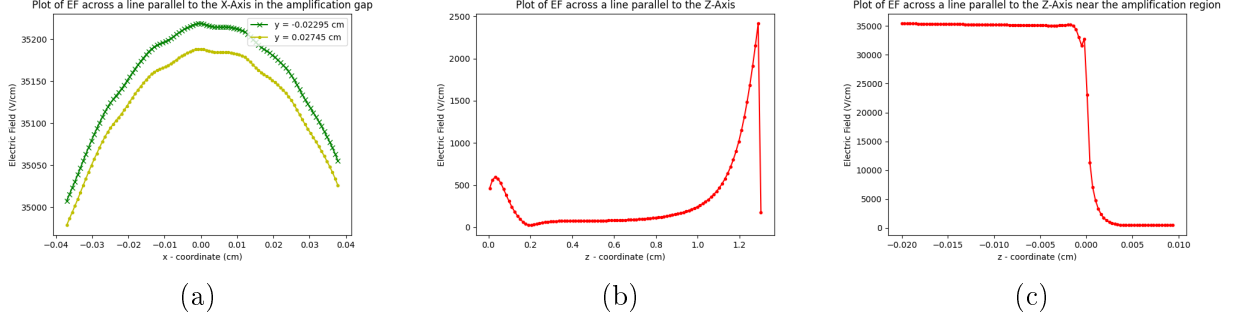 Plot of EF across a line parallel to the X-Axis in the amplification gap
y = -0.02295 cm
y = 0.02745 cm
35200
35150
35100
35050
35000
Electric Field (V/cm)
−0.04 −0.03 −0.02 −0.01 0.00 0.01 0.02 0.03 0.04
x - coordinate (cm)
(a)
Plot of EF across a line parallel to the Z-Axis
2500
2000
1500
1000
500
0
Electric Field (V/cm)
0.0 0.2 0.4 0.6 0.8 1.0 1.2
z - coordinate (cm)
(b)
Plot of EF across a line parallel to the Z-Axis near the amplification region
35000
30000
25000
20000
15000
10000
5000
0
Electric Field (V/cm)
−0.020 −0.015 −0.010 −0.005 0.000 0.005 0.010
z - coordinate (cm)
(c)